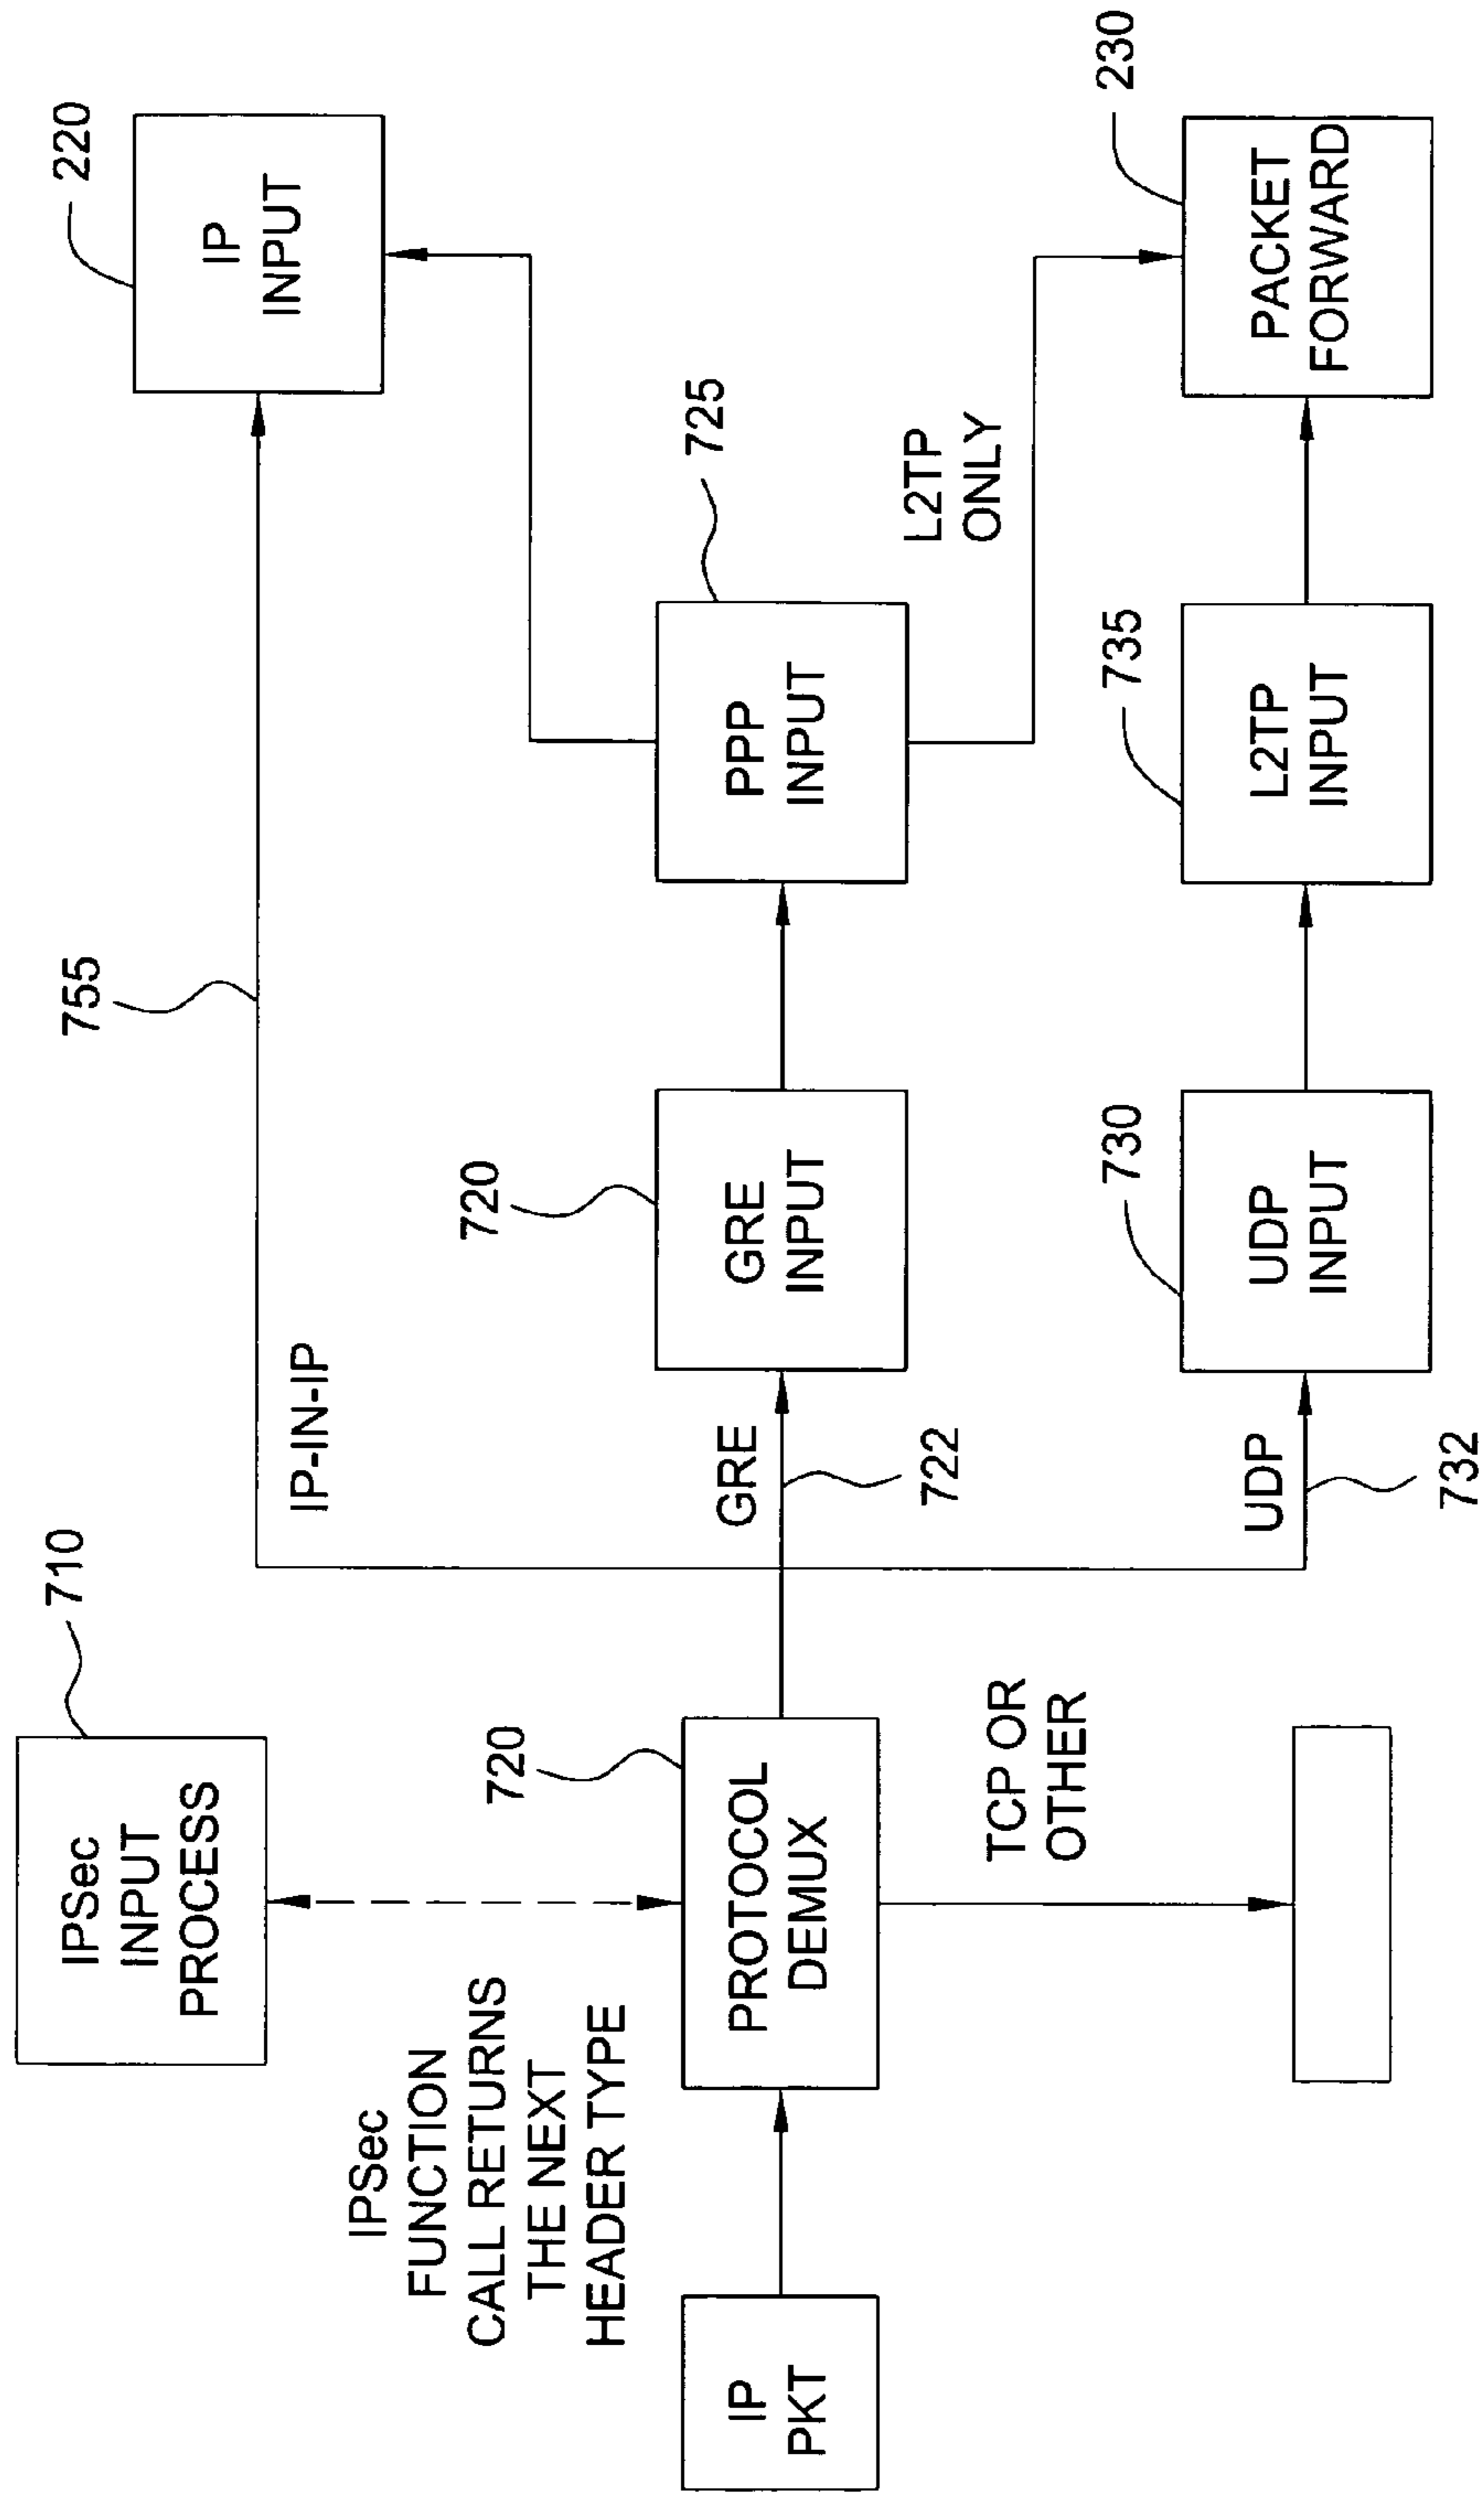 710
IPSec
INPUT
PROCESS
755
220
IP
INPUT
IP-IN-IP
IPSec
FUNCTION
CALL RETURNS
THE NEXT
HEADER TYPE
720
720
725
IP
PKT
PROTOCOL
DEMUX
GRE
722
GRE
INPUT
PPP
INPUT
L2TP
ONLY
TCP OR
OTHER
UDP
732
730
UDP
INPUT
735
L2TP
INPUT
230
PACKET
FORWARD